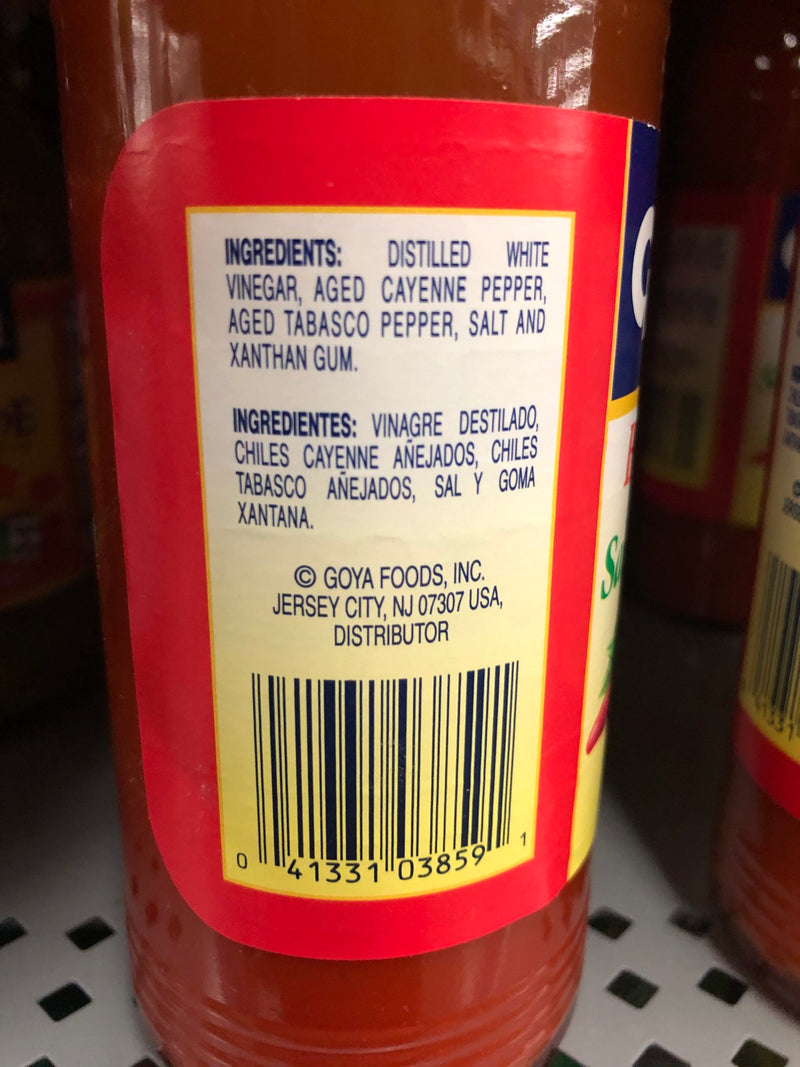 INGREDIENTS: DISTILLED WHITE
VINEGAR, AGED CAYENNE PEPPER,
AGED TABASCO PEPPER, SALT AND
XANTHAN GUM.
INGREDIENTES: VINAGRE DESTILADO,
CHILES CAYENNE AÑEJADOS, CHILES
TABASCO AÑEJADOS, SAL Y GOMA
XANTANA.
© GOYA FOODS, INC.
JERSEY CITY, NJ 07307 USA,
DISTRIBUTOR
0 41331 03859 1